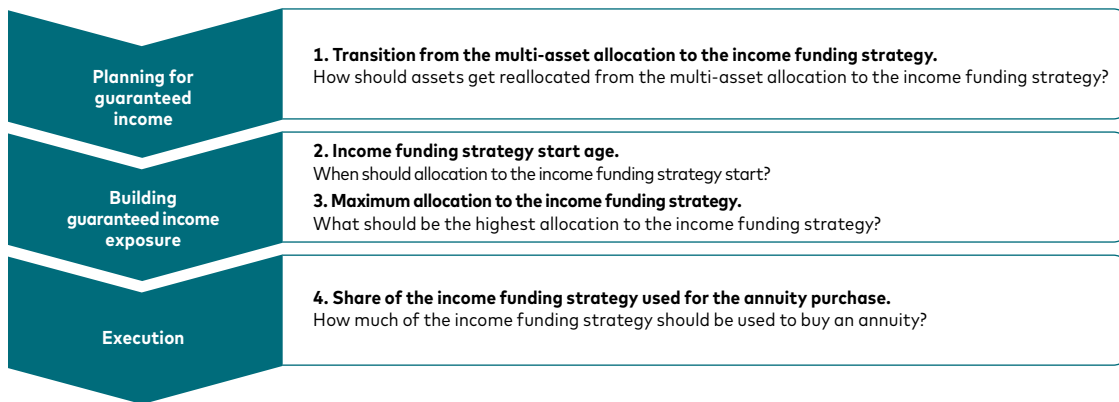 Planning for
guaranteed
income
1. Transition from the multi-asset allocation to the income funding strategy.
How should assets get reallocated from the multi-asset allocation to the income funding strategy?
Building
guaranteed income
exposure
2. Income funding strategy start age.
When should allocation to the income funding strategy start?
3. Maximum allocation to the income funding strategy.
What should be the highest allocation to the income funding strategy?
Execution
4. Share of the income funding strategy used for the annuity purchase.
How much of the income funding strategy should be used to buy an annuity?